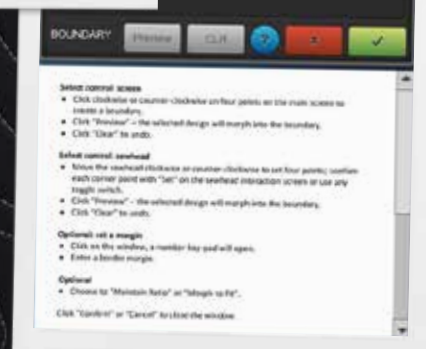 BOUNDARY Preview CLR ? X ✓
Select control: screen
• Click clockwise or counter-clockwise on four points on the main screen to
create a boundary.
• Click "Preview" – the selected design will morph into the boundary.
• Click "Clear" to undo.
Select control: sewhead
• Move the sewhead clockwise or counter-clockwise to set four points; confirm
each corner point with "Set" on the sewhead interaction screen or use any
toggle switch.
• Click "Preview" – the selected design will morph into the boundary.
• Click "Clear" to undo.
Optional: set a margin
• Click on the window, a number key pad will open.
• Enter a border margin.
Optional
• Choose to "Maintain Ratio" or "Morph to Fit".
Click "Confirm" or "Cancel" to close the window